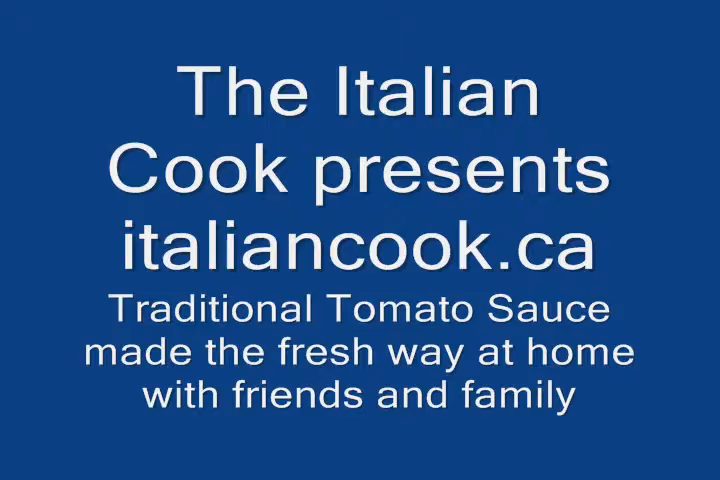 The Italian
Cook presents
italiancook.ca
Traditional Tomato Sauce
made the fresh way at home
with friends and family